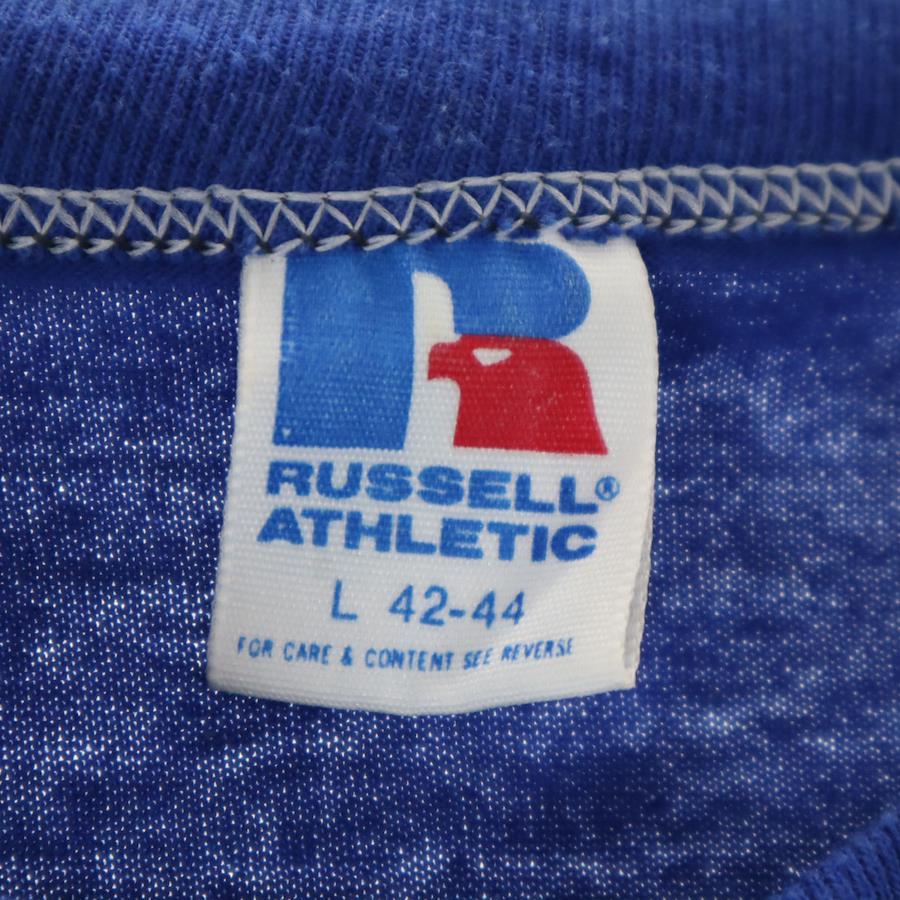 RUSSELL®
ATHLETIC
L 42-44
FOR CARE & CONTENT SEE REVERSE